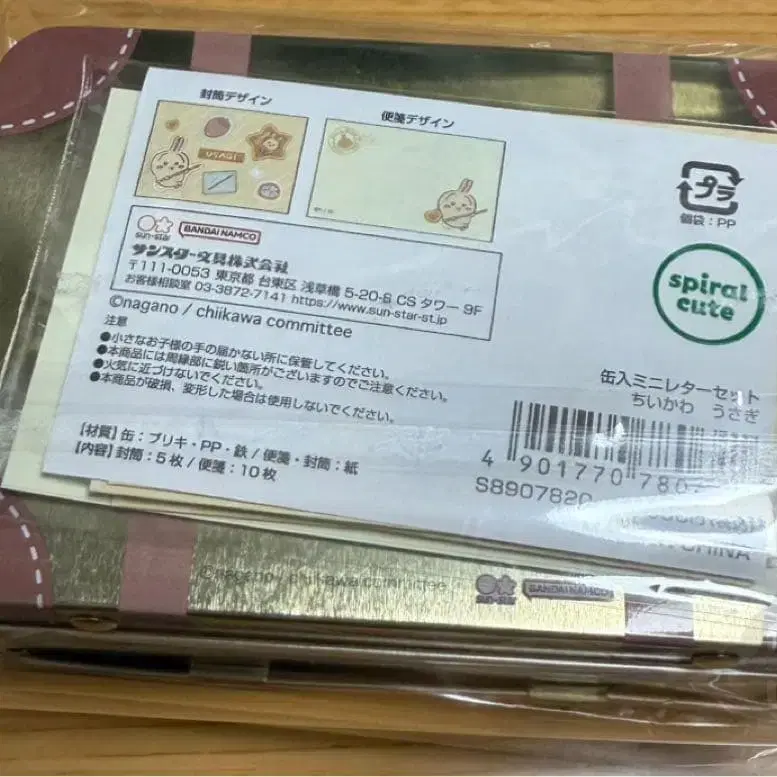 封筒デザイン
便箋デザイン
USAGI
sun-star
BANDAI NAMCO
サンスター文具株式会社
〒111-0053 東京都 台東区 浅草橋 5-20-8 CS タワー 9F
お客様相談室 03-3872-7141 https://www.sun-star-st.jp
©nagano / chiikawa committee
注意
●小さなお子様の手の届かない所に保管してください。
●本商品には周縁部に鋭い箇所がございますのでご注意ください。
●火気に近づけないでください。
●本商品が破損、変形した場合は使用しないでください。
【材質】缶：ブリキ・PP・鉄／便箋・封筒：紙
【内容】封筒：5枚／便箋：10枚
プラ
個袋：PP
spiral
cute
缶入ミニレターセット
ちいかわ うさぎ
4 901770 780
S8907820
CHINA
©nagano / chiikawa committee
sun-star
BANDAI NAMCO